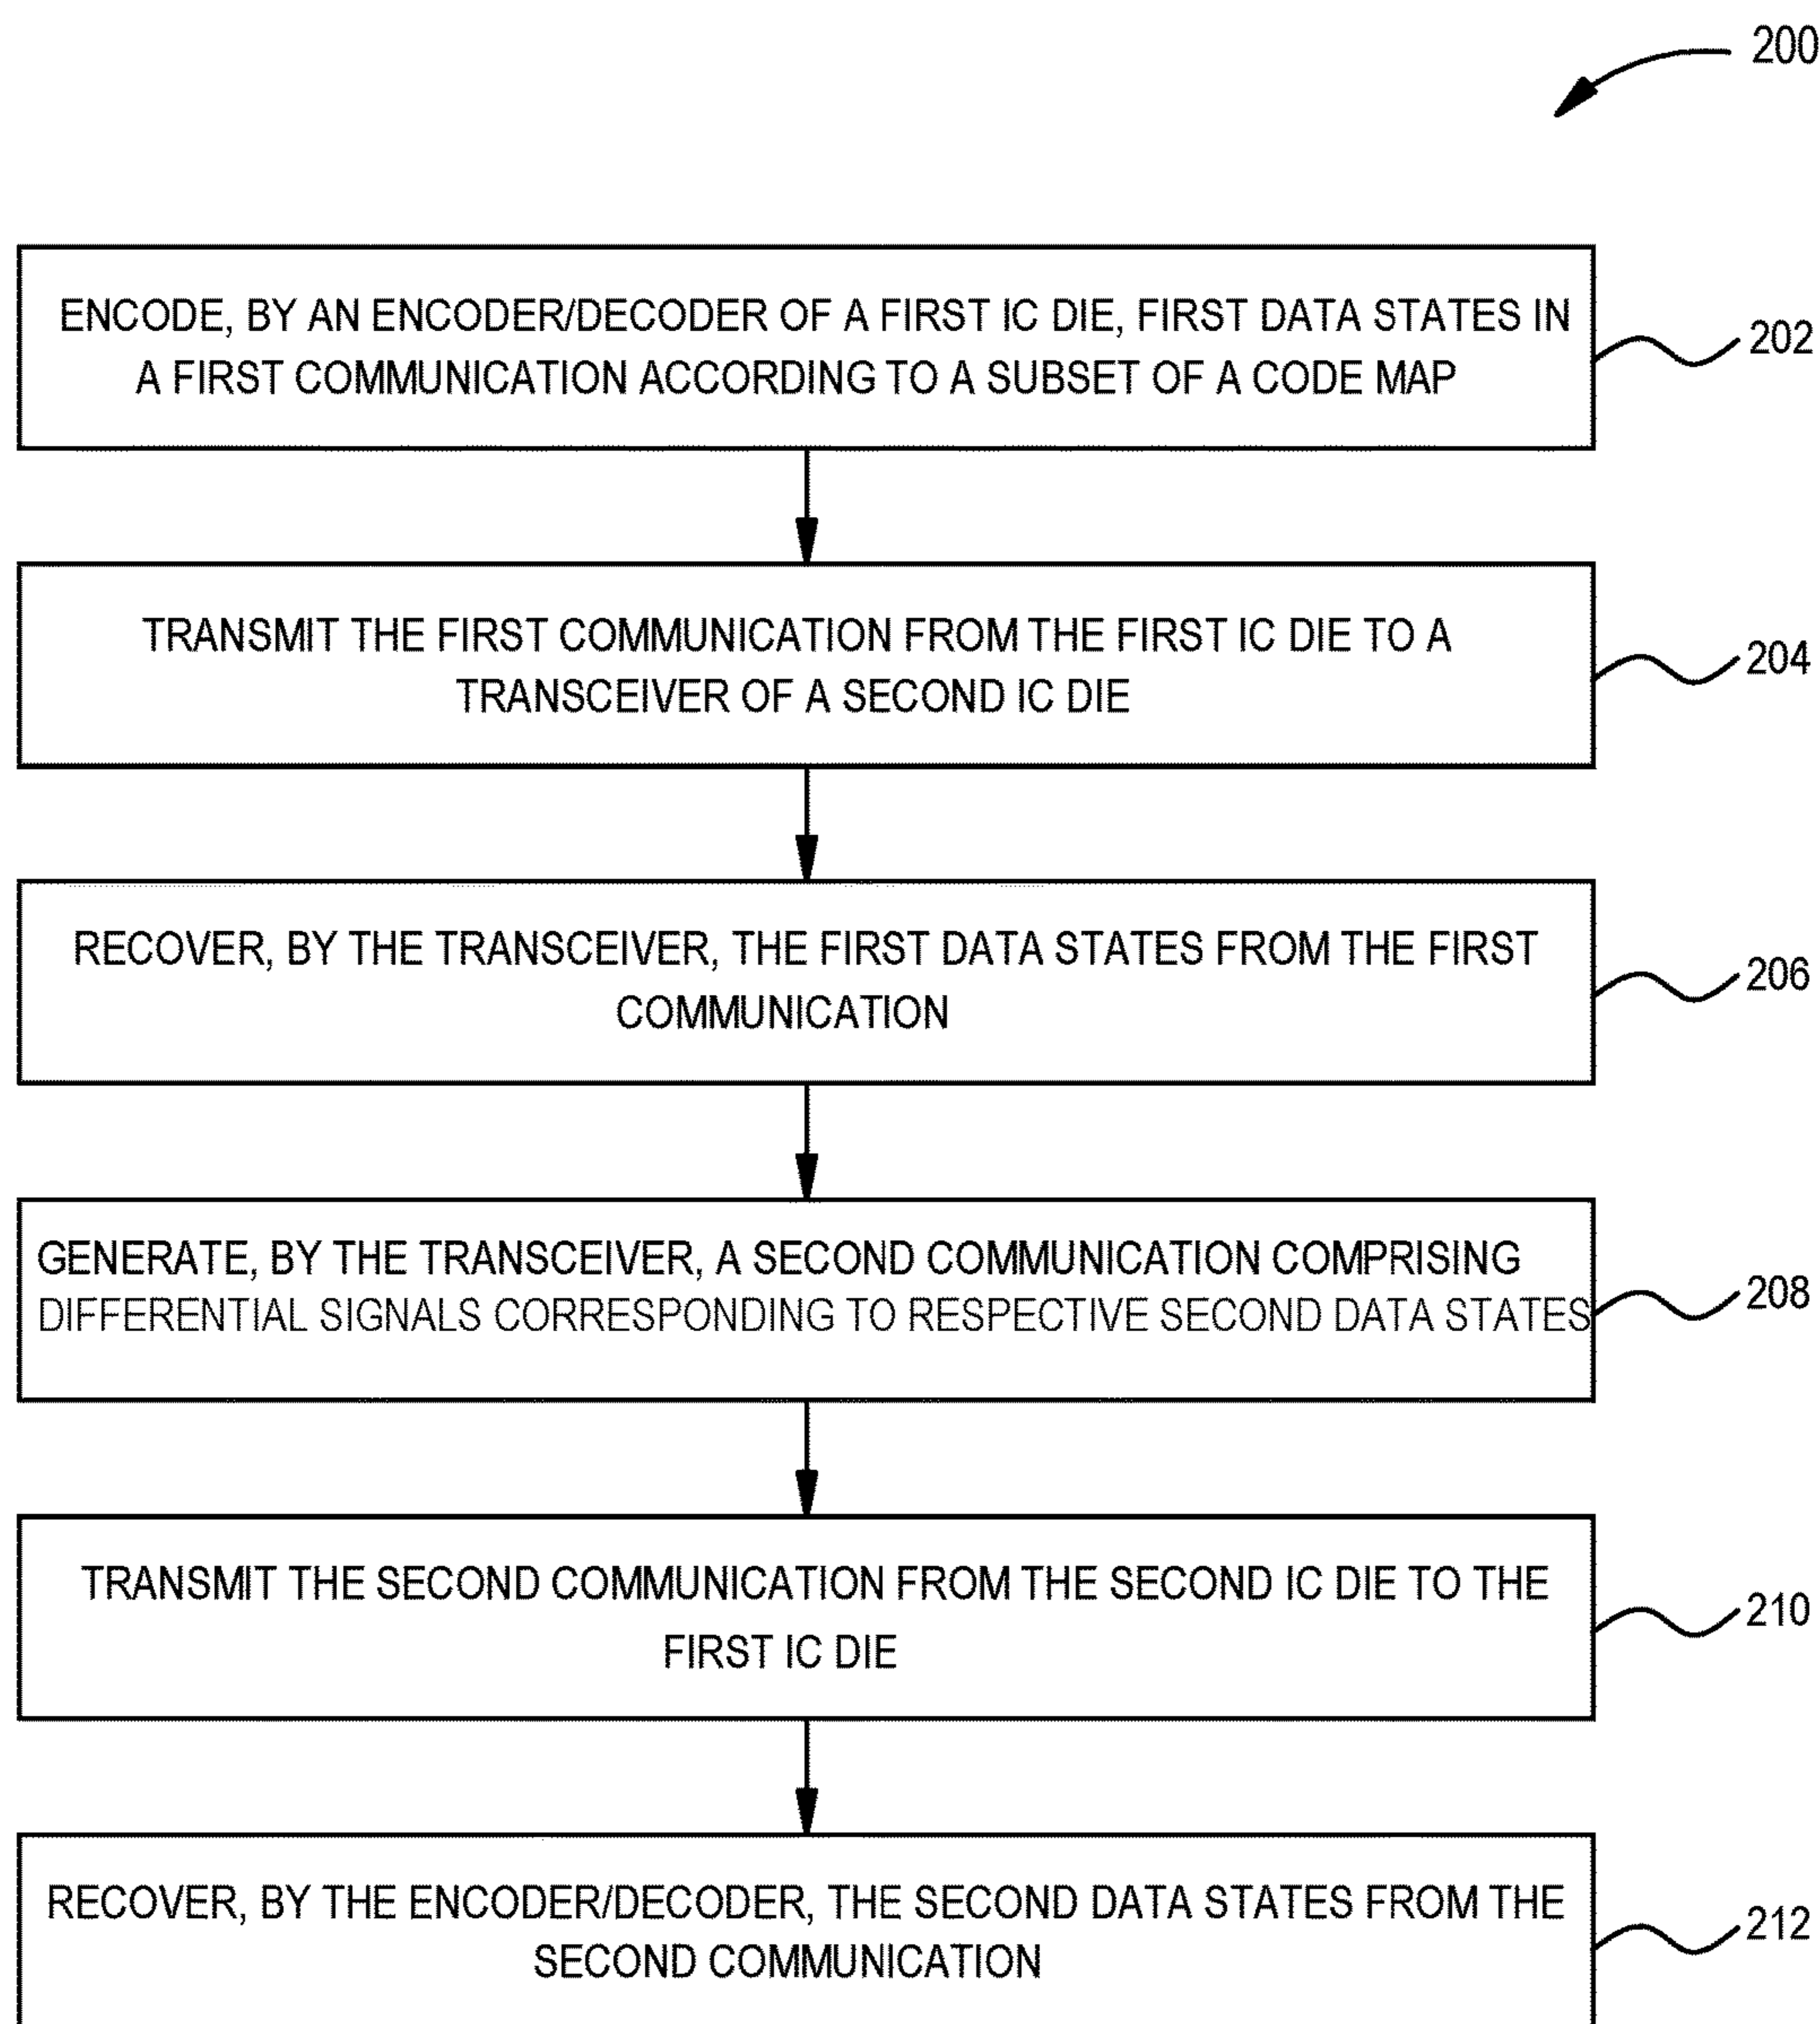 200
ENCODE, BY AN ENCODER/DECODER OF A FIRST IC DIE, FIRST DATA STATES IN
A FIRST COMMUNICATION ACCORDING TO A SUBSET OF A CODE MAP
202
TRANSMIT THE FIRST COMMUNICATION FROM THE FIRST IC DIE TO A
TRANSCEIVER OF A SECOND IC DIE
204
RECOVER, BY THE TRANSCEIVER, THE FIRST DATA STATES FROM THE FIRST
COMMUNICATION
206
GENERATE, BY THE TRANSCEIVER, A SECOND COMMUNICATION COMPRISING
DIFFERENTIAL SIGNALS CORRESPONDING TO RESPECTIVE SECOND DATA STATES
208
TRANSMIT THE SECOND COMMUNICATION FROM THE SECOND IC DIE TO THE
FIRST IC DIE
210
RECOVER, BY THE ENCODER/DECODER, THE SECOND DATA STATES FROM THE
SECOND COMMUNICATION
212